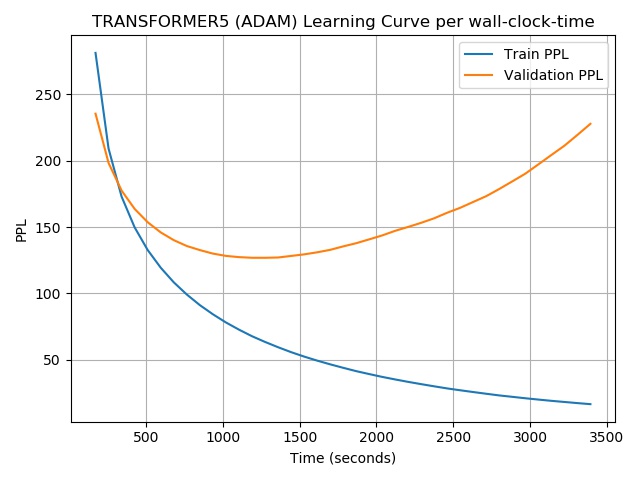 TRANSFORMER5 (ADAM) Learning Curve per wall-clock-time
Train PPL
Validation PPL
250
200
150
100
50
PPL
500
1000
1500
2000
2500
3000
3500
Time (seconds)